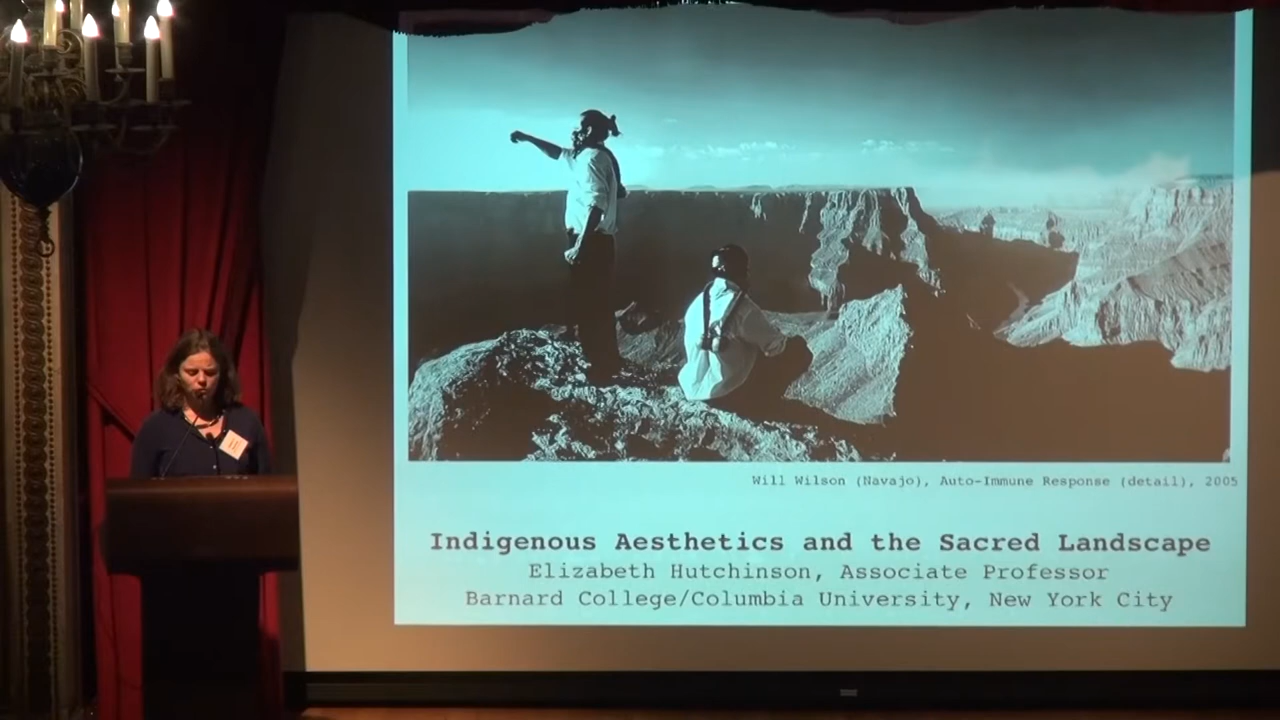 Will Wilson (Navajo), Auto-Immune Response (detail), 2005
Indigenous Aesthetics and the Sacred Landscape
Elizabeth Hutchinson, Associate Professor
Barnard College/Columbia University, New York City